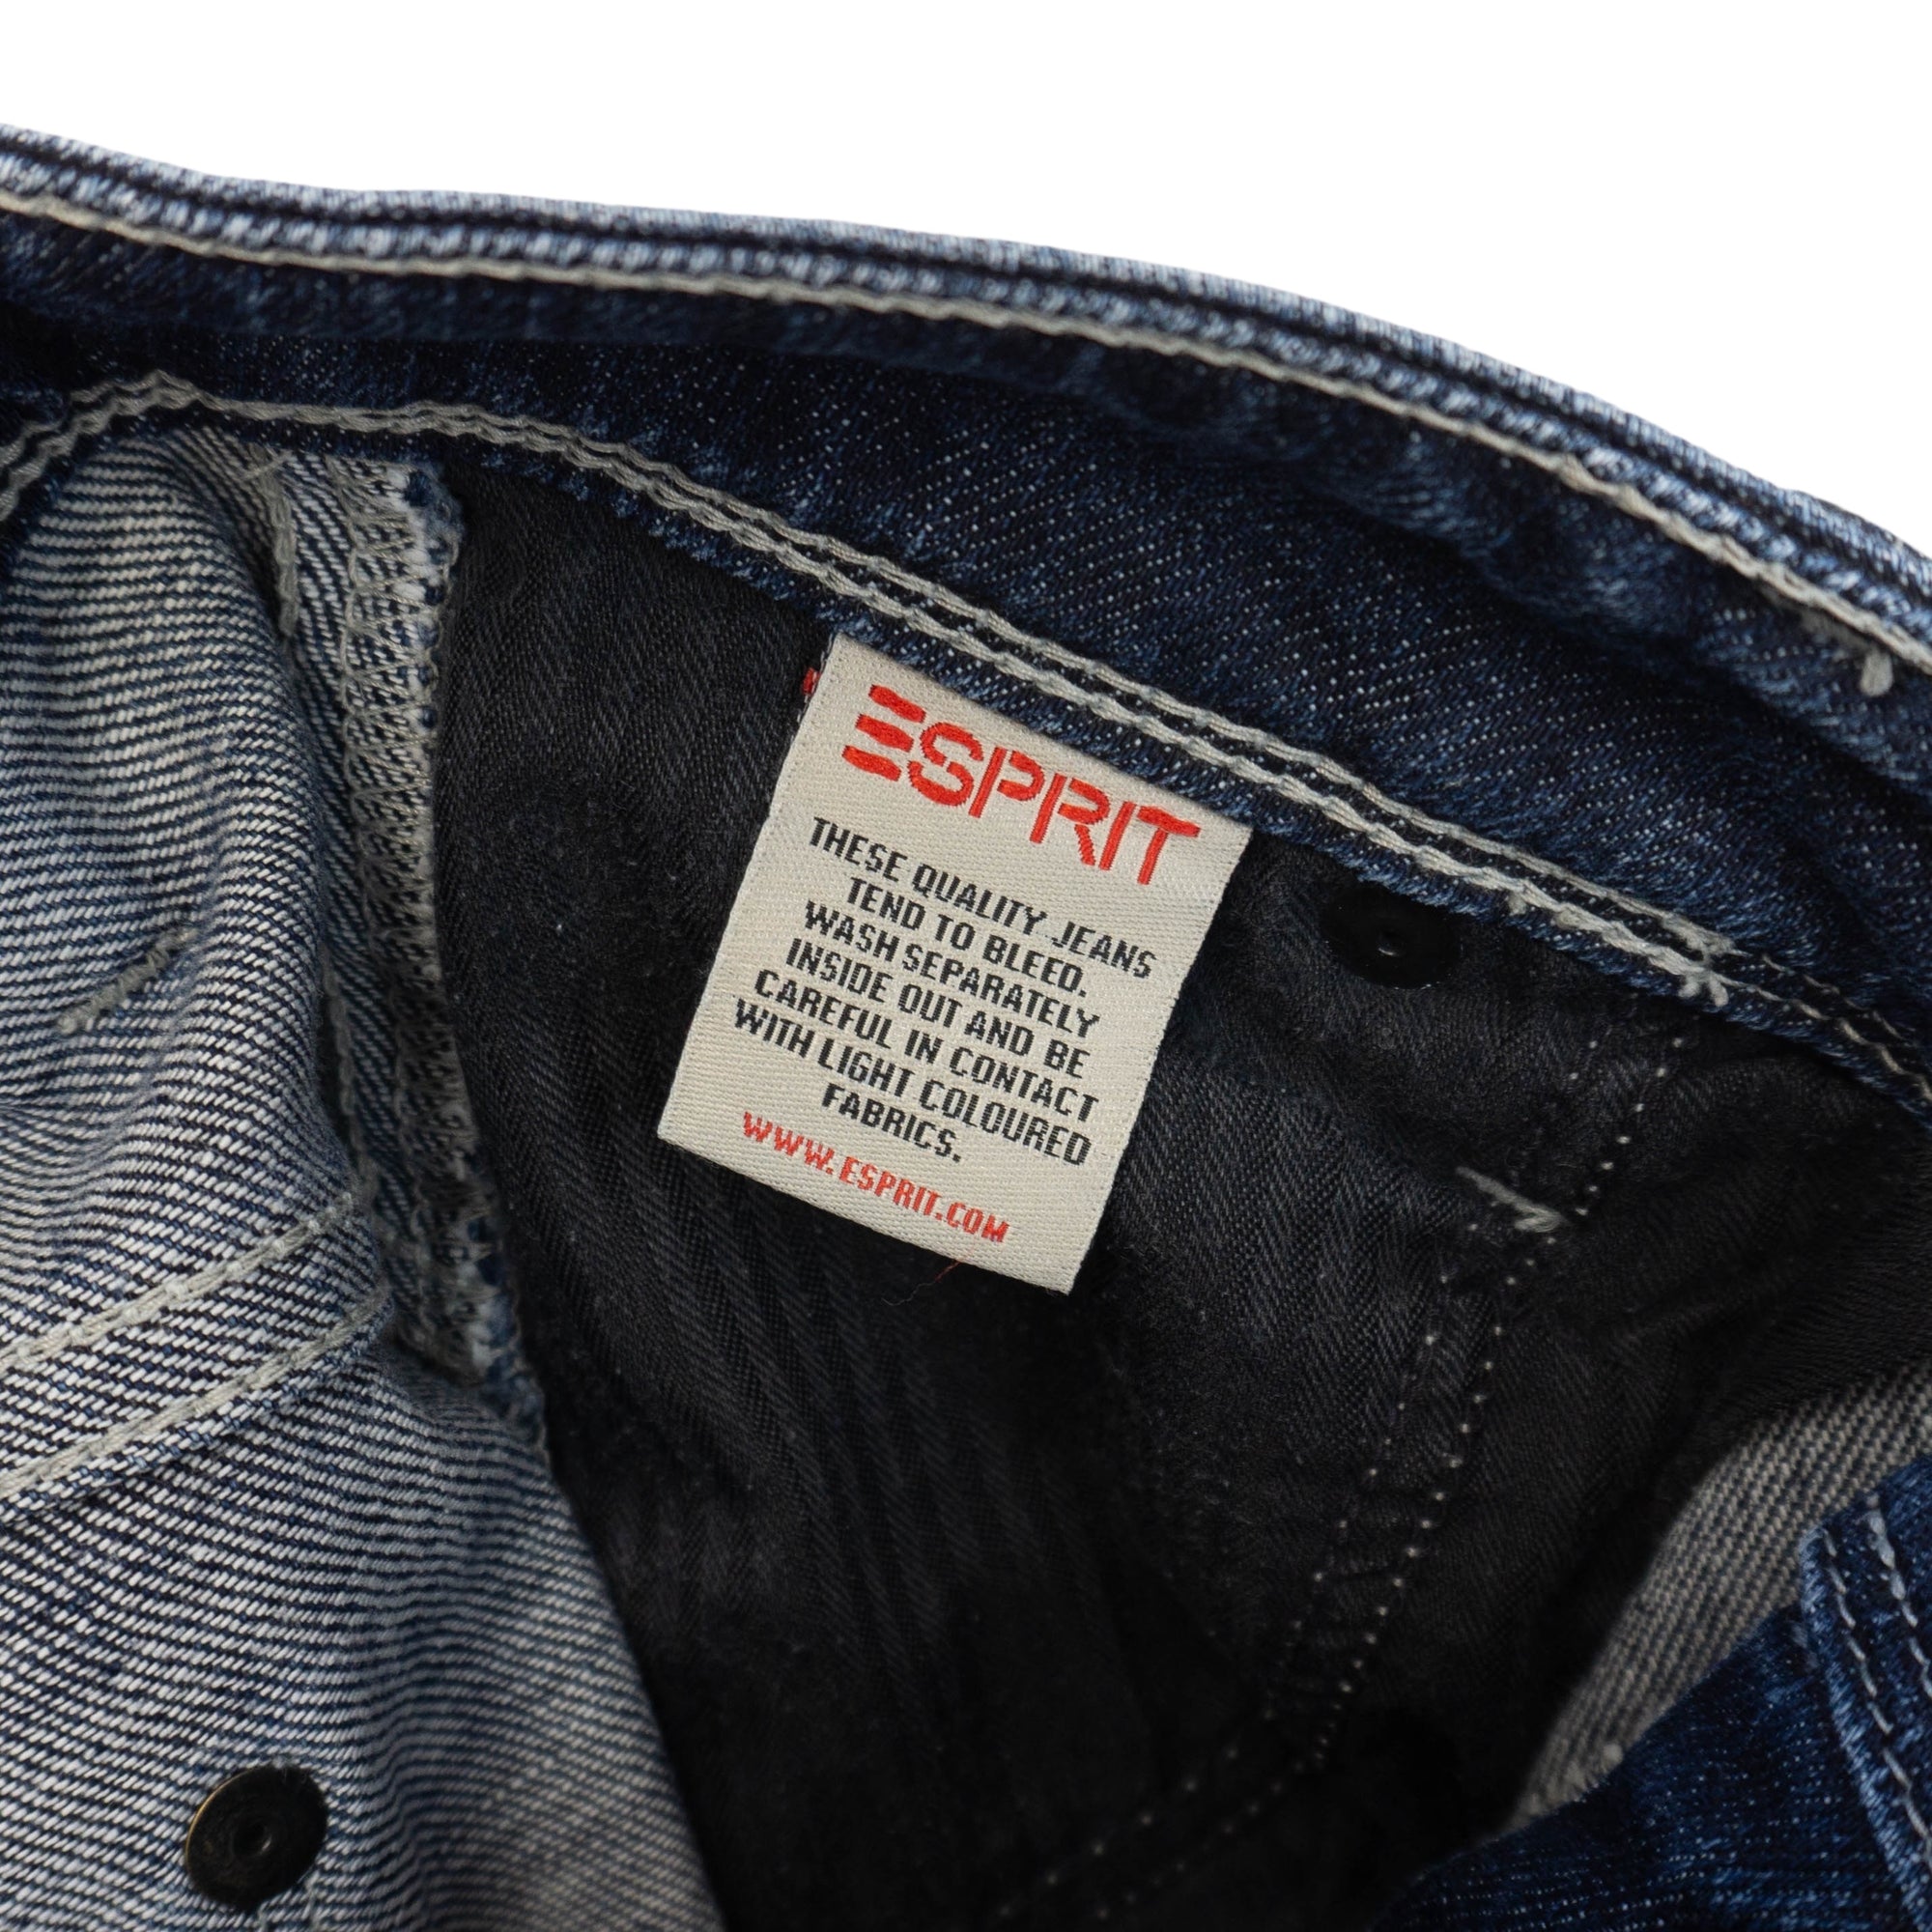 ESPRIT
THESE QUALITY JEANS
TEND TO BLEED.
WASH SEPARATELY
INSIDE OUT AND BE
CAREFUL IN CONTACT
WITH LIGHT COLOURED
FABRICS.
WWW.ESPRIT.COM